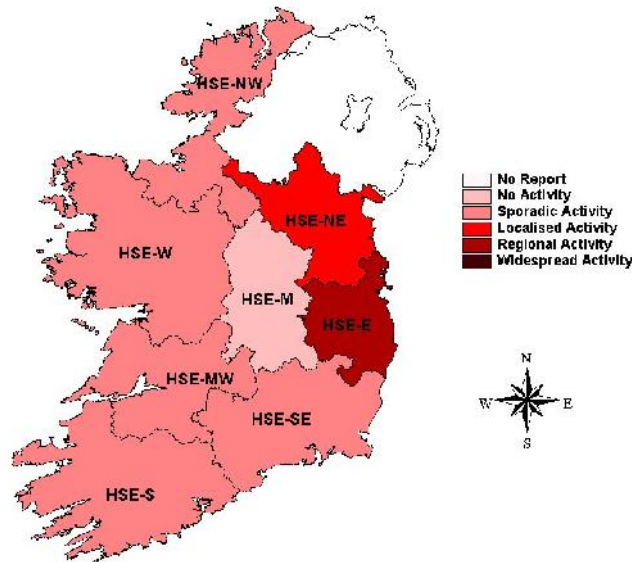 HSE-NW
No Report
No Activity
Sporadic Activity
HSE-NE
Localised Activity
HSE-W
Regional Activity
Widespread Activity
HSE-M
HSE-E
HSE-MW
N
W E
S
HSE-SE
HSE-S